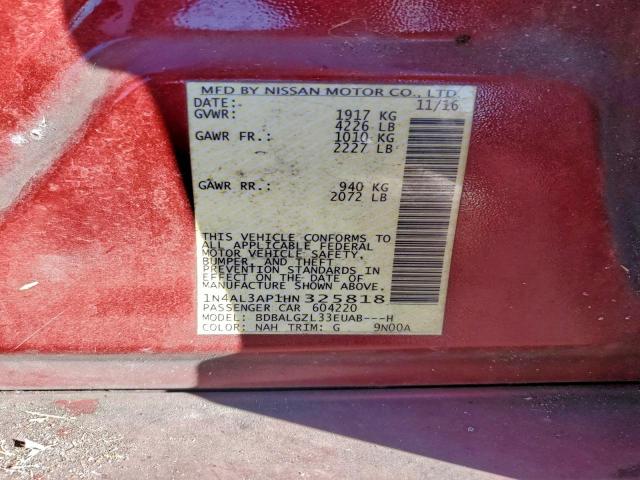 MFD BY NISSAN MOTOR CO., LTD
DATE:- 11/16
GVWR: 1917 KG
4226 LB
GAWR FR.: 1010 KG
2227 LB
GAWR RR.: 940 KG
2072 LB
THIS VEHICLE CONFORMS TO
ALL APPLICABLE FEDERAL
MOTOR VEHICLE SAFETY,
BUMPER, AND THEFT
PREVENTION STANDARDS IN
EFFECT ON THE DATE OF
MANUFACTURE SHOWN ABOVE.
1N4AL3AP1HN325818
PASSENGER CAR 604220
MODEL: BDBALGZL33EUAB---H
COLOR: NAH TRIM: G 9N00A